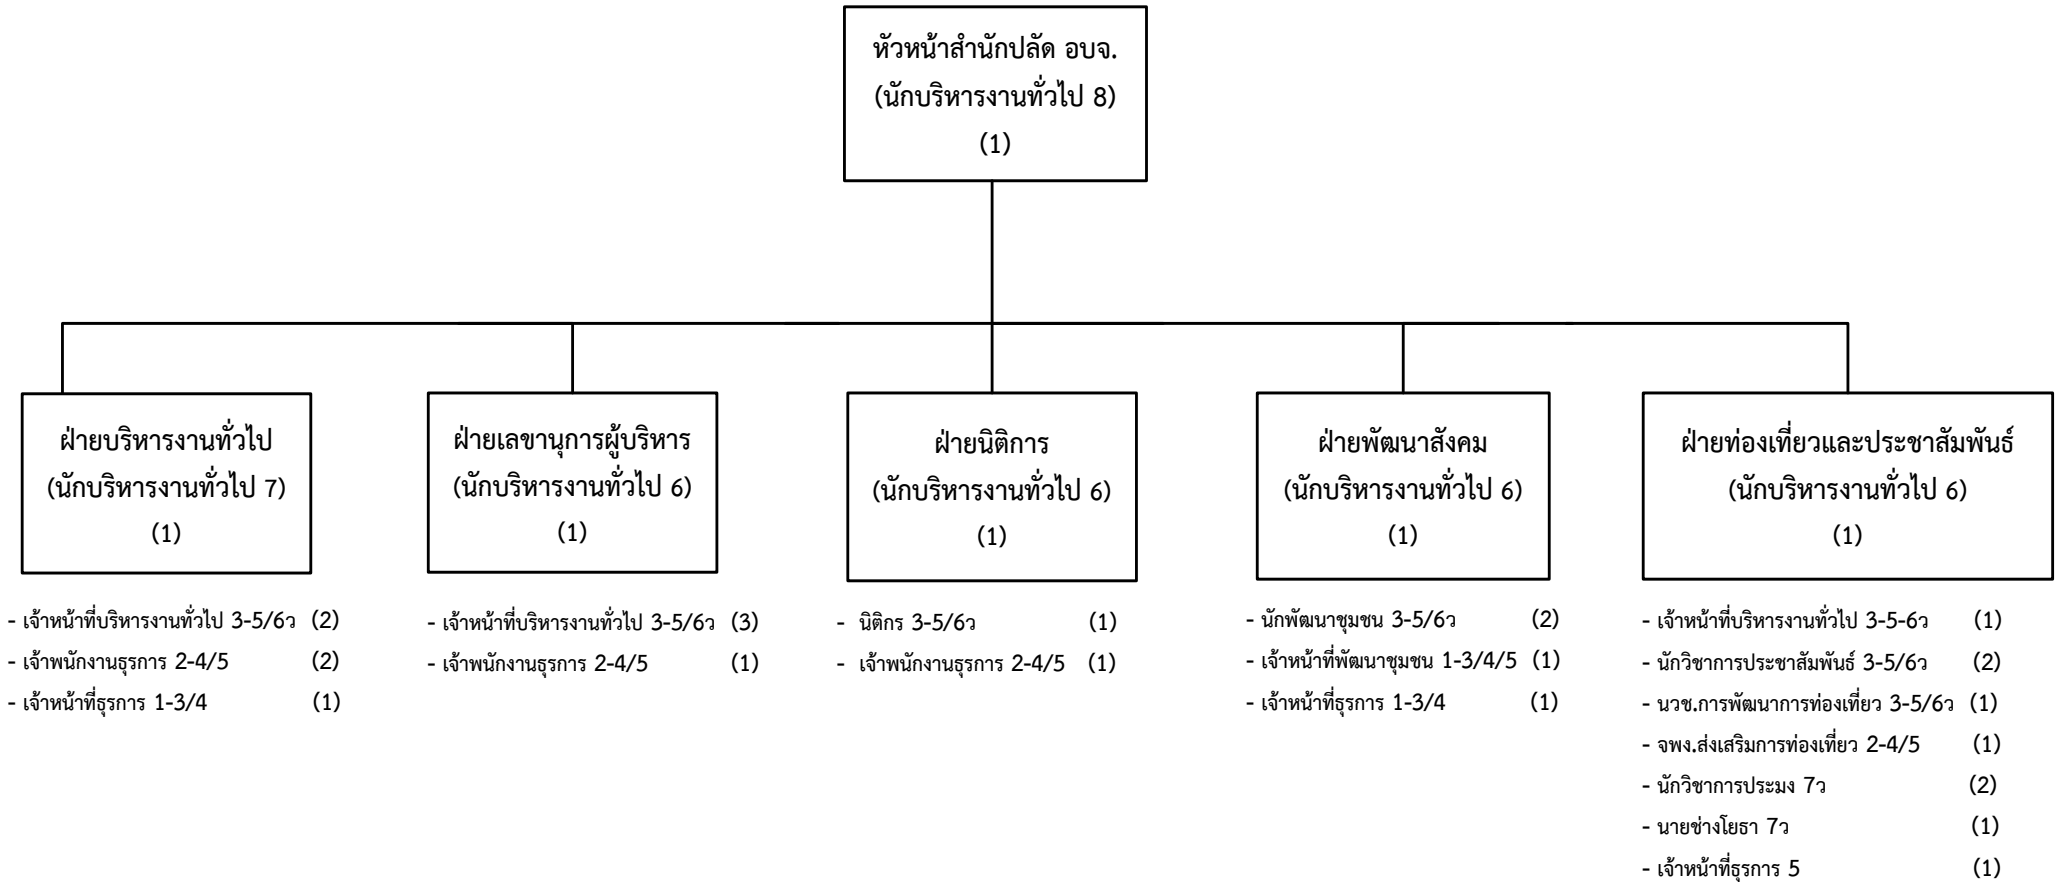 หัวหน้าสำนักปลัด อบจ.
(นักบริหารงานทั่วไป 8)
(1)
ฝ่ายบริหารงานทั่วไป
(นักบริหารงานทั่วไป 7)
(1)
- เจ้าหน้าที่บริหารงานทั่วไป 3-5/6ว (2)
- เจ้าพนักงานธุรการ 2-4/5 (2)
- เจ้าหน้าที่ธุรการ 1-3/4 (1)
ฝ่ายเลขานุการผู้บริหาร
(นักบริหารงานทั่วไป 6)
(1)
- เจ้าหน้าที่บริหารงานทั่วไป 3-5/6ว (3)
- เจ้าพนักงานธุรการ 2-4/5 (1)
ฝ่ายนิติการ
(นักบริหารงานทั่วไป 6)
(1)
- นิติกร 3-5/6ว (1)
- เจ้าพนักงานธุรการ 2-4/5 (1)
ฝ่ายพัฒนาสังคม
(นักบริหารงานทั่วไป 6)
(1)
- นักพัฒนาชุมชน 3-5/6ว (2)
- เจ้าหน้าที่พัฒนาชุมชน 1-3/4/5 (1)
- เจ้าหน้าที่ธุรการ 1-3/4 (1)
ฝ่ายท่องเที่ยวและประชาสัมพันธ์
(นักบริหารงานทั่วไป 6)
(1)
- เจ้าหน้าที่บริหารงานทั่วไป 3-5-6ว (1)
- นักวิชาการประชาสัมพันธ์ 3-5/6ว (2)
- นวช.การพัฒนาการท่องเที่ยว 3-5/6ว (1)
- จพง.ส่งเสริมการท่องเที่ยว 2-4/5 (1)
- นักวิชาการประมง 7ว (2)
- นายช่างโยธา 7ว (1)
- เจ้าหน้าที่ธุรการ 5 (1)